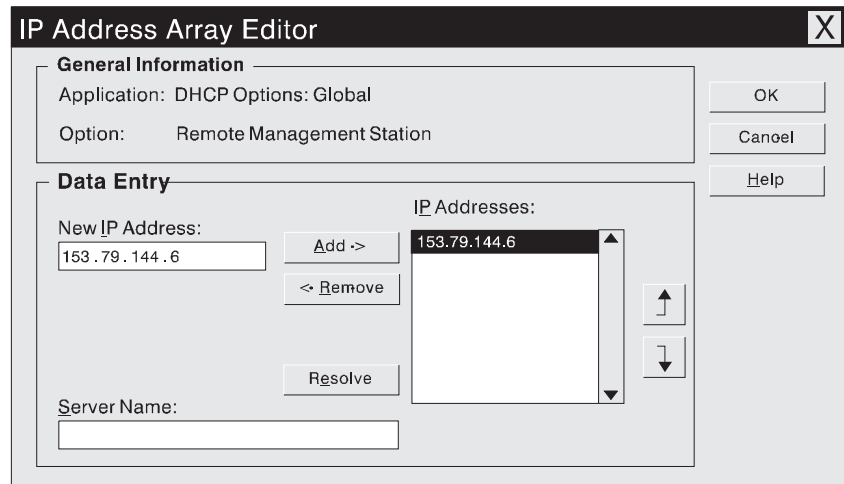 IP Address Array Editor X
General Information
Application: DHCP Options: Global
Option: Remote Management Station
OK
Cancel
Help
Data Entry
New IP Address:
153.79.144.6
Add ->
<- Remove
Resolve
IP Addresses:
153.79.144.6
Server Name: